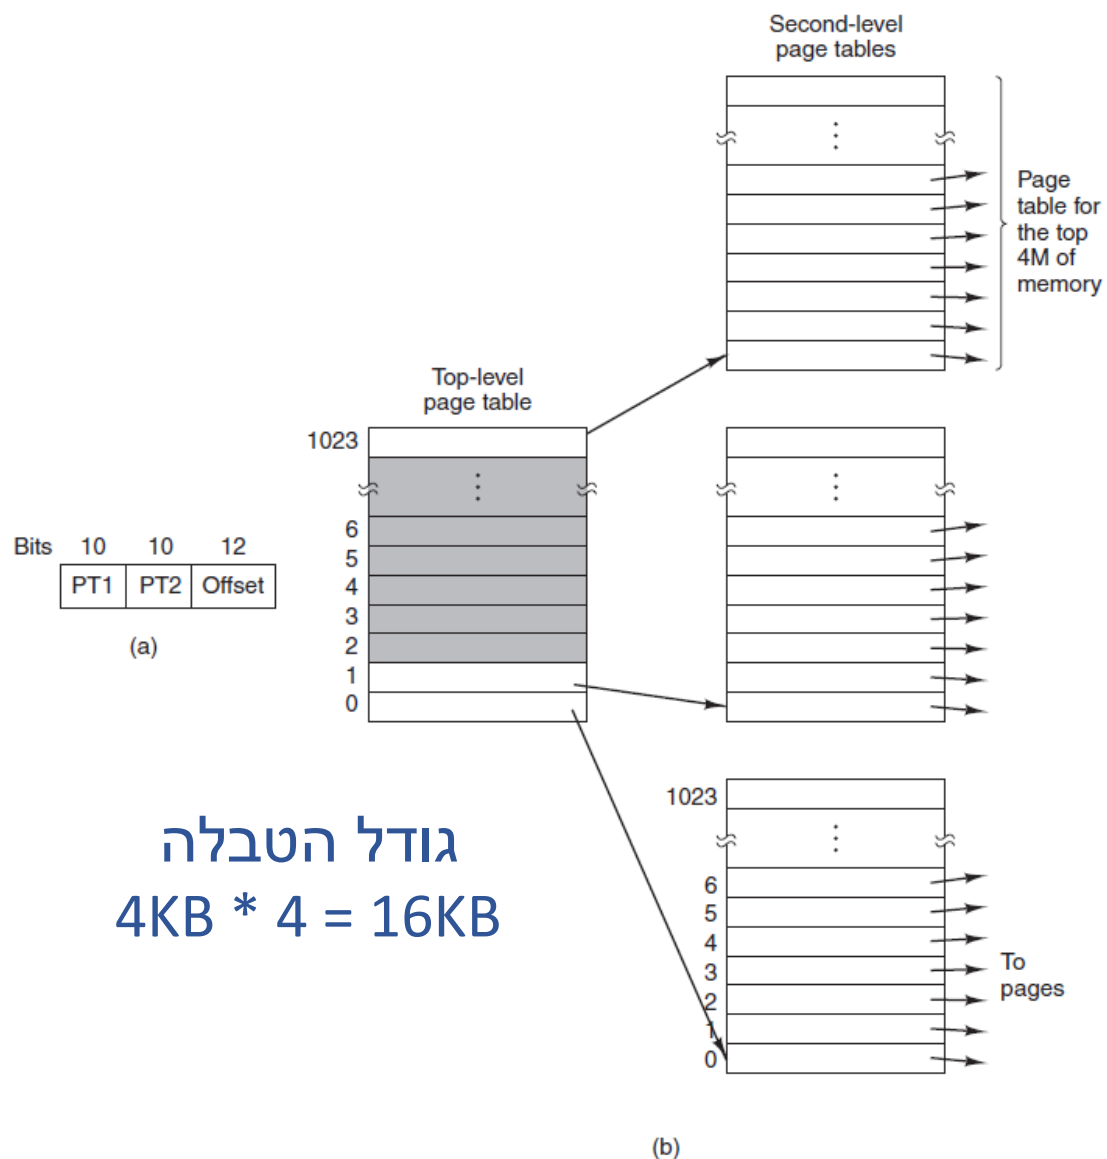 Second-level
page tables
Page
table for
the top
4M of
memory
Top-level
page table
1023
6
5
4
3
2
1
0
Bits 10 10 12
PT1 PT2 Offset
(a)
גודל הטבלה
4KB * 4 = 16KB
1023
6
5
4
3
2
1
0
To
pages
(b)